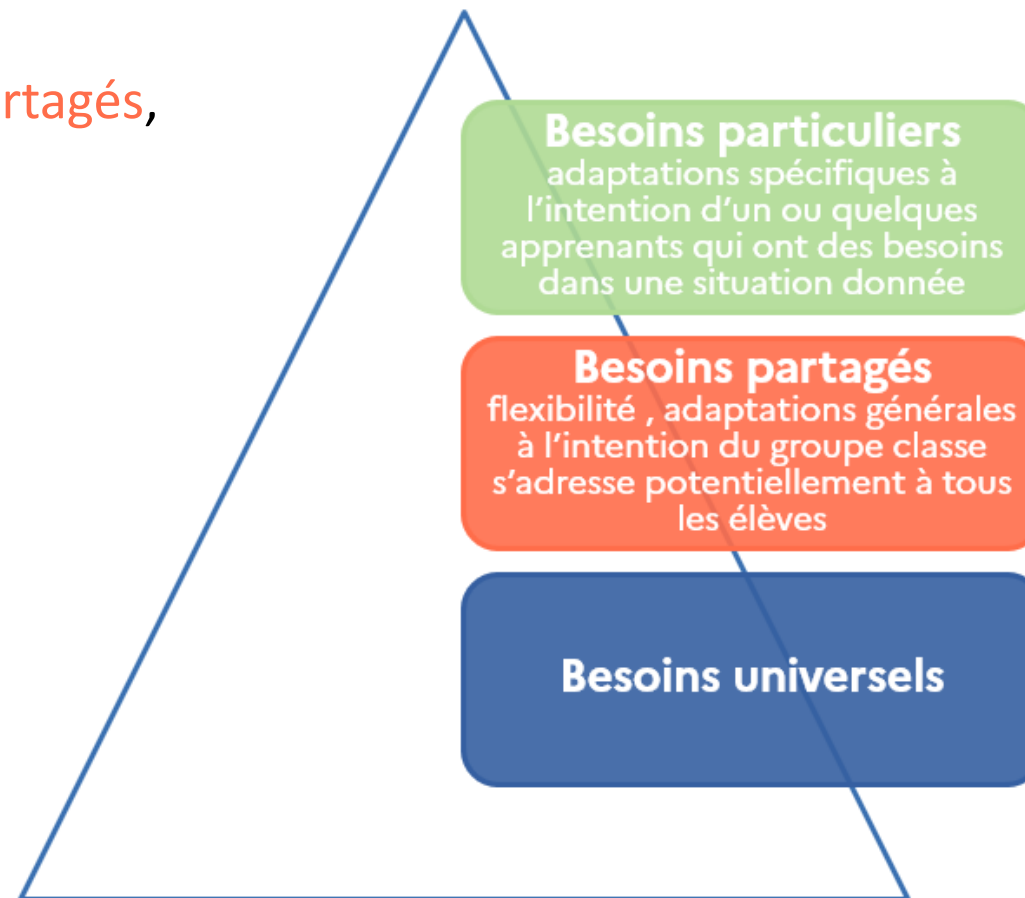 rtagés,
Besoins particuliers
adaptations spécifiques à
l'intention d'un ou quelques
apprenants qui ont des besoins
dans une situation donnée
Besoins partagés
flexibilité , adaptations générales
à l'intention du groupe classe
s'adresse potentiellement à tous
les élèves
Besoins universels